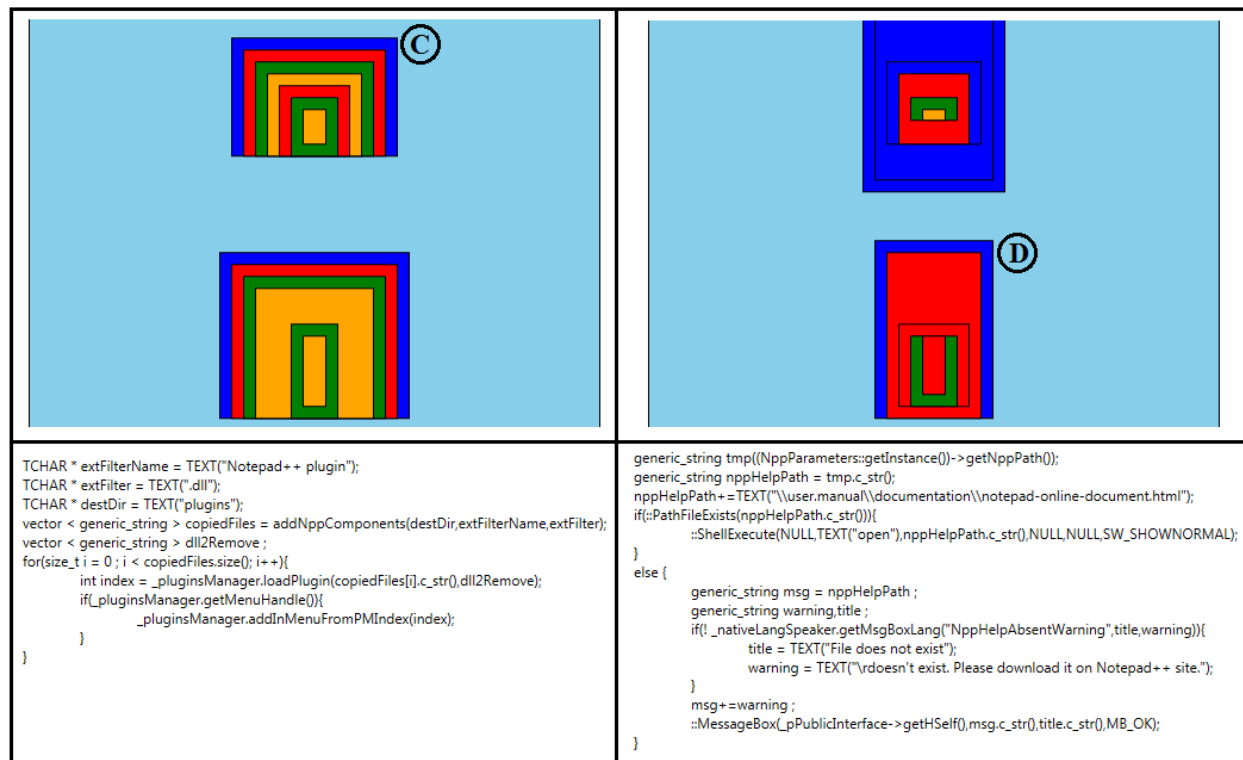 C
D
TCHAR * extFilterName = TEXT("Notepad++ plugin");
TCHAR * extFilter = TEXT(".dll");
TCHAR * destDir = TEXT("plugins");
vector < generic_string > copiedFiles = addNppComponents(destDir,extFilterName,extFilter);
vector < generic_string > dll2Remove ;
for(size_t i = 0 ; i < copiedFiles.size(); i++){
int index = _pluginsManager.loadPlugin(copiedFiles[i].c_str(),dll2Remove);
if(_pluginsManager.getMenuHandle()){
_pluginsManager.addInMenuFromPMIndex(index);
}
}
generic_string tmp((NppParameters::getInstance())->getNppPath());
generic_string nppHelpPath = tmp.c_str();
nppHelpPath+=TEXT("\\user.manual\\documentation\\notepad-online-document.html");
if(::PathFileExists(nppHelpPath.c_str())){
::ShellExecute(NULL,TEXT("open"),nppHelpPath.c_str(),NULL,NULL,SW_SHOWNORMAL);
}
else {
generic_string msg = nppHelpPath ;
generic_string warning,title ;
if(! _nativeLangSpeaker.getMsgBoxLang("NppHelpAbsentWarning",title,warning)){
title = TEXT("File does not exist");
warning = TEXT("\rdoesn't exist. Please download it on Notepad++ site.");
}
msg+=warning ;
::MessageBox(_pPublicInterface->getHSelf(),msg.c_str(),title.c_str(),MB_OK);
}